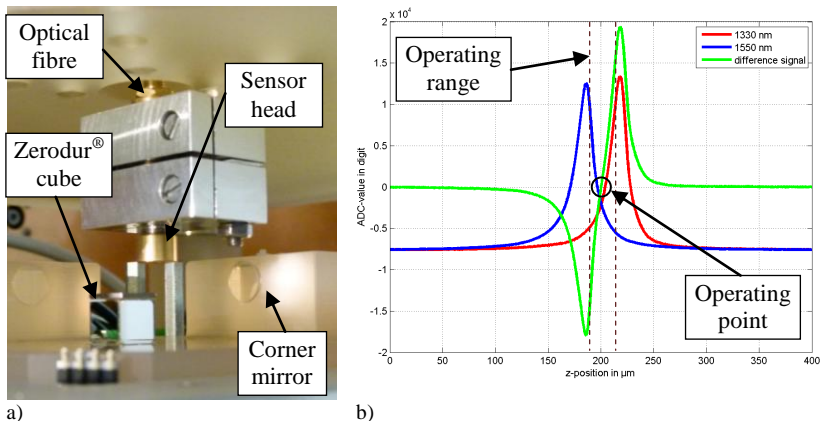 Optical
fibre
Sensor
head
Zerodur®
cube
Corner
mirror
a)
x 10⁴
2
1.5
1
0.5
0
-0.5
-1
-1.5
-2
ADC-value in digit
0 50 100 150 200 250 300 350 400
z-position in µm
1330 nm
1550 nm
difference signal
Operating
range
Operating
point
b)